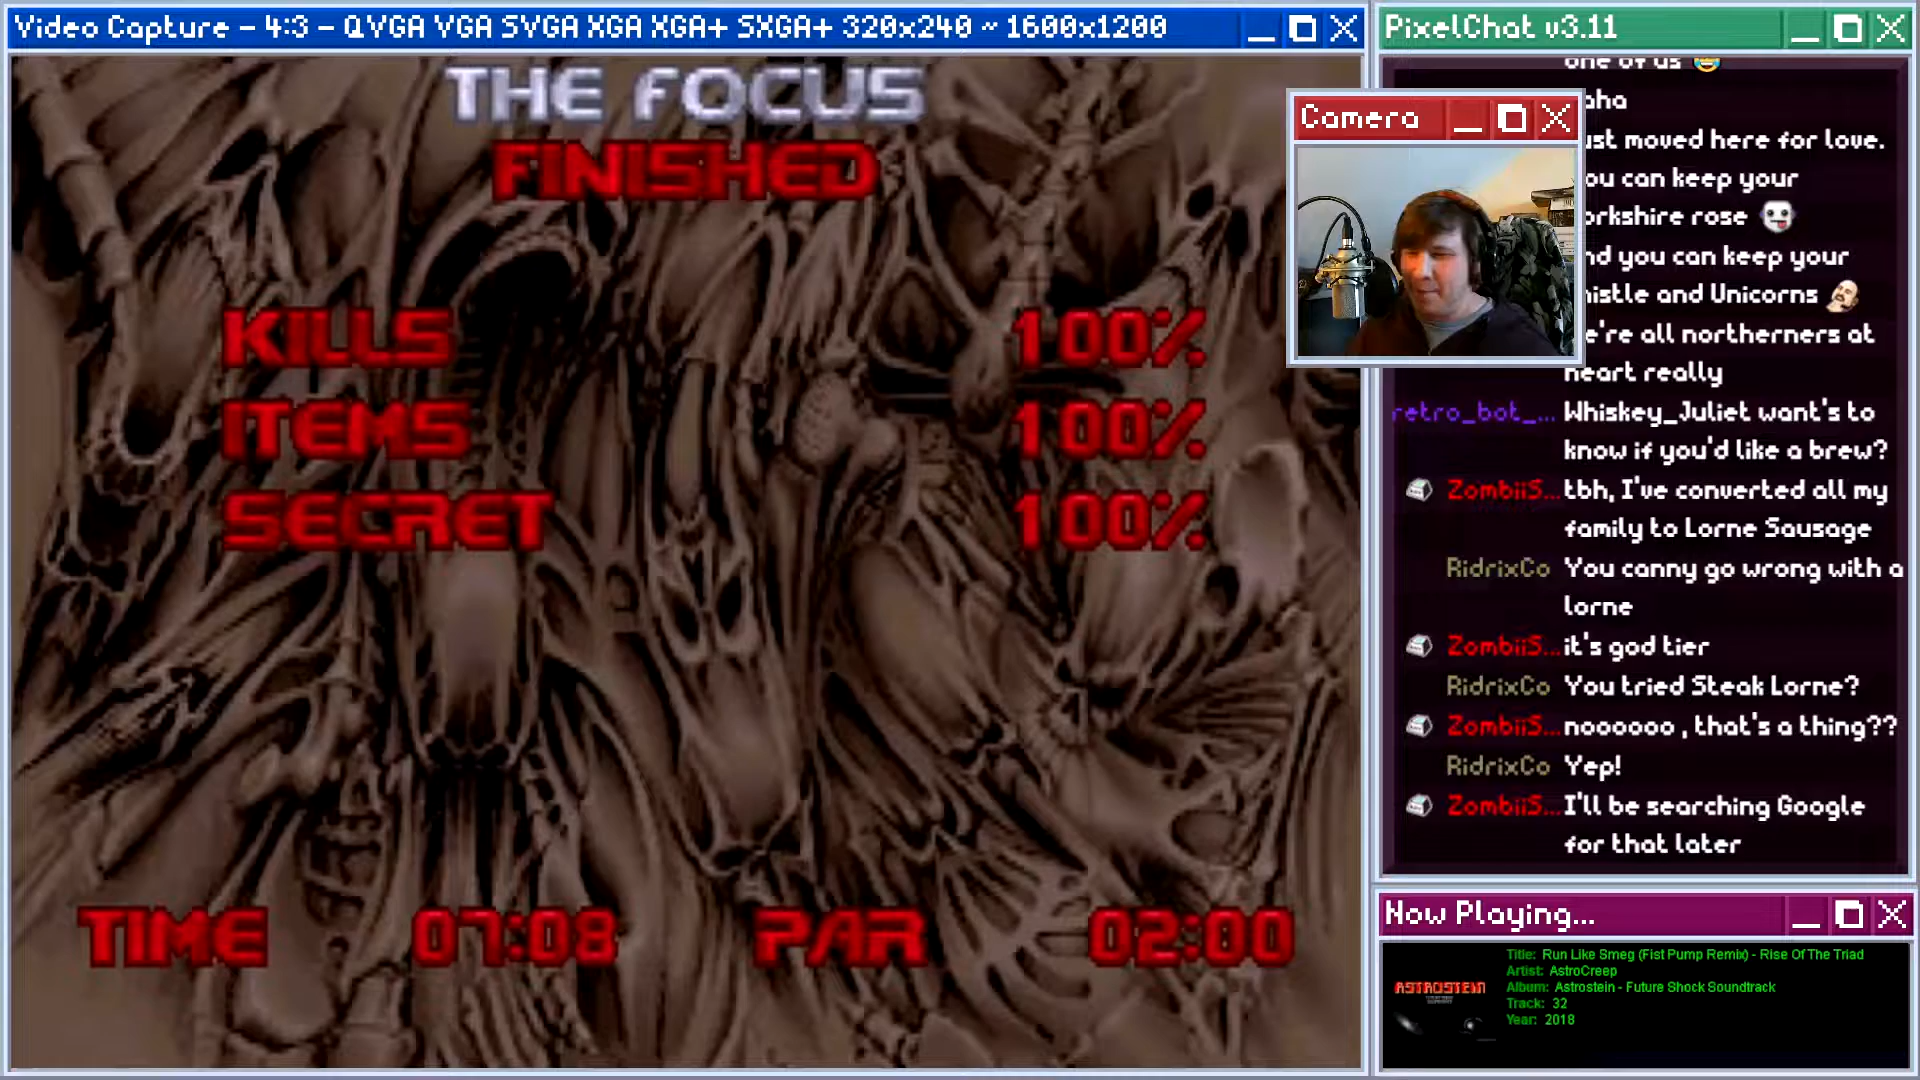 Video Capture - 4:3 - QVGA VGA SVGA XGA XGA+ SXGA+ 320x240 ~ 1600x1200
THE FOCUS
FINISHED
KILLS 100%
ITEMS 100%
SECRET 100%
TIME 07:08 PAR 02:00
Camera
PixelChat v3.11
one of us 😂
aha
ust moved here for love.
ou can keep your
orkshire rose
nd you can keep your
histle and Unicorns
e're all northerners at
heart really
retro_bot_... Whiskey_Juliet want's to
know if you'd like a brew?
ZombiiS... tbh, I've converted all my
family to Lorne Sausage
RidrixCo You canny go wrong with a
lorne
ZombiiS... it's god tier
RidrixCo You tried Steak Lorne?
ZombiiS... noooooo , that's a thing??
RidrixCo Yep!
ZombiiS... I'll be searching Google
for that later
Now Playing...
ASTROSTEIN
Title: Run Like Smeg (Fist Pump Remix) - Rise Of The Triad
Artist: AstroCreep
Album: Astrostein - Future Shock Soundtrack
Track: 32
Year: 2018